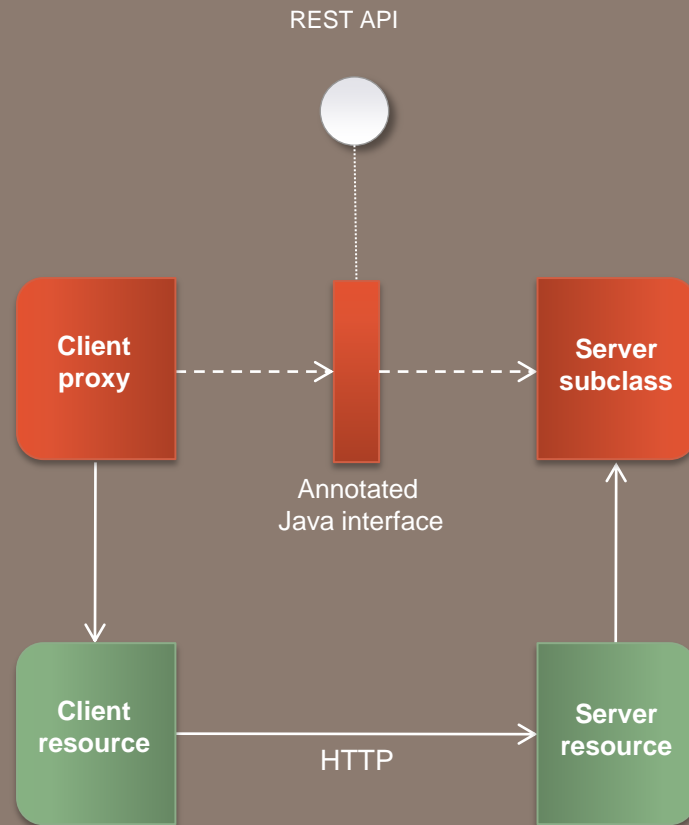 REST API
Client
proxy
Server
subclass
Annotated
Java interface
Client
resource
Server
resource
HTTP